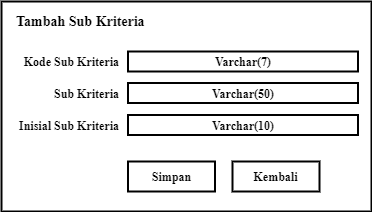 Tambah Sub Kriteria
Kode Sub Kriteria Varchar(7)
Sub Kriteria Varchar(50)
Inisial Sub Kriteria Varchar(10)
Simpan Kembali